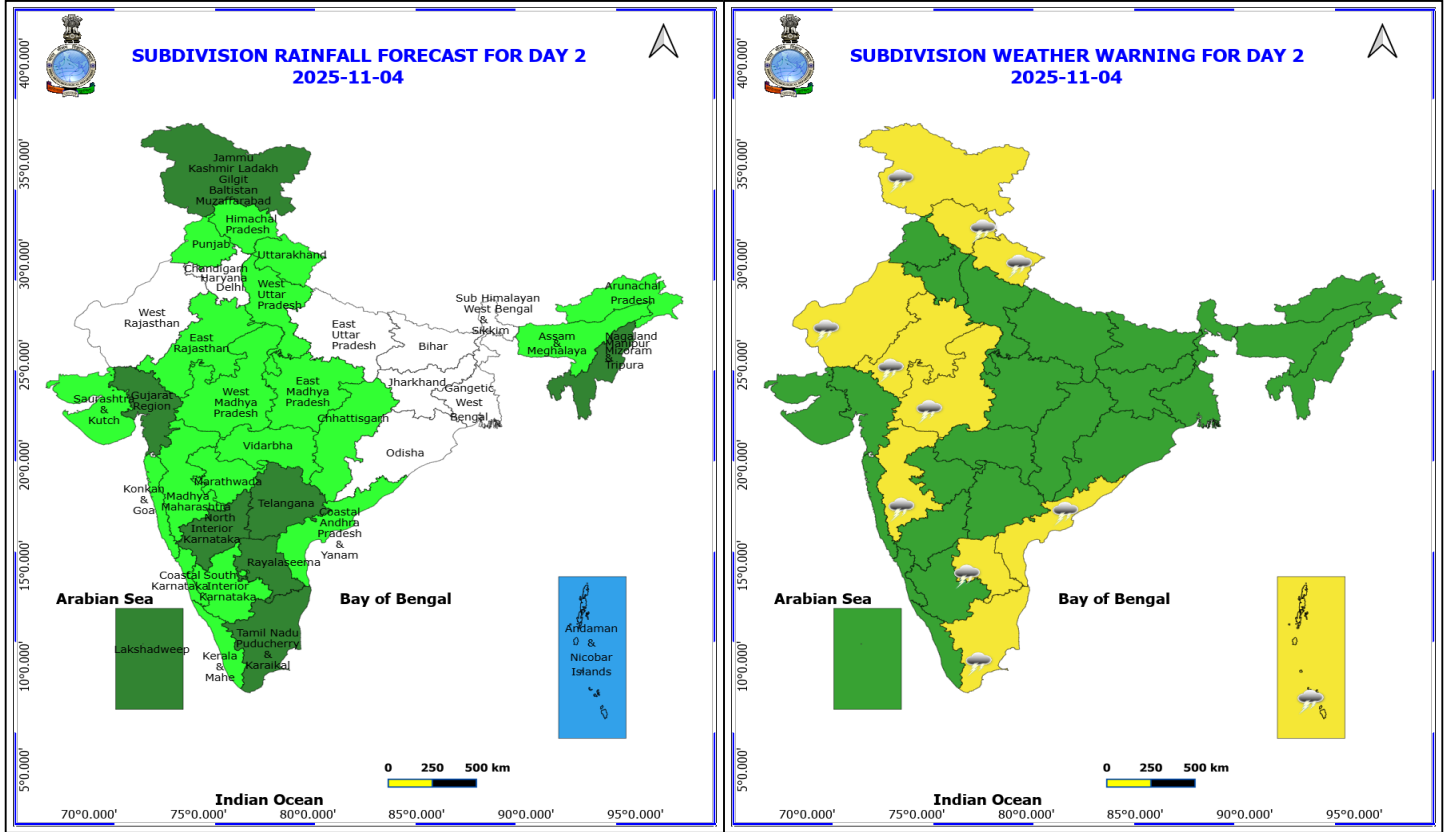 SUBDIVISION RAINFALL FORECAST FOR DAY 2
2025-11-04
40°0.000'
35°0.000'
30°0.000'
25°0.000'
20°0.000'
15°0.000'
10°0.000'
5°0.000'
Jammu
Kashmir Ladakh
Gilgit
Baltistan
Muzaffarabad
Himachal
Pradesh
Punjab
Uttarakhand
Chandigarh
Haryana
Delhi
West
Uttar
Pradesh
West
Rajasthan
East
Rajasthan
East
Uttar
Pradesh
Bihar
Sub Himalayan
West Bengal
&
Sikkim
Arunachal
Pradesh
Assam
&
Meghalaya
Nagaland
Manipur
Mizoram
&
Tripura
Jharkhand
Gangetic
West
Bengal
Saurashtra
&
Kutch
Gujarat
Region
West
Madhya
Pradesh
East
Madhya
Pradesh
Chhattisgarh
Vidarbha
Odisha
Konkan
&
Goa
Madhya
Maharashtra
Marathwada
Telangana
North
Interior
Karnataka
Coastal
Andhra
Pradesh
&
Yanam
Rayalaseema
Coastal
Karnataka
South
Interior
Karnataka
Arabian Sea
Bay of Bengal
Lakshadweep
Kerala
&
Mahe
Tamil Nadu
Puducherry
&
Karaikal
Andaman
&
Nicobar
Islands
0 250 500 km
Indian Ocean
70°0.000' 75°0.000' 80°0.000' 85°0.000' 90°0.000' 95°0.000'
SUBDIVISION WEATHER WARNING FOR DAY 2
2025-11-04
40°0.000'
35°0.000'
30°0.000'
25°0.000'
20°0.000'
15°0.000'
10°0.000'
5°0.000'
Arabian Sea
Bay of Bengal
0 250 500 km
Indian Ocean
70°0.000' 75°0.000' 80°0.000' 85°0.000' 90°0.000' 95°0.000'